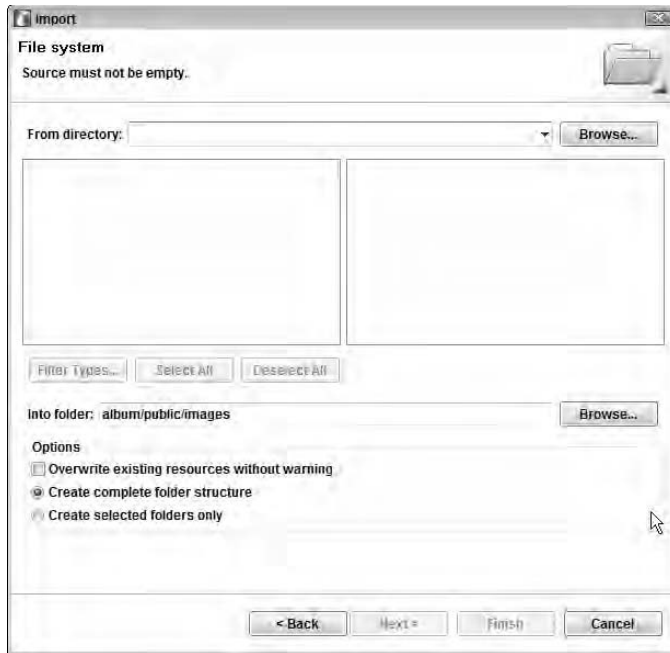 import
File system
Source must not be empty.
From directory:
Browse...
Filter Types...
Select All
Deselect All
Into folder: album/public/images
Browse...
Options
Overwrite existing resources without warning
Create complete folder structure
Create selected folders only
< Back
Next >
Finish
Cancel